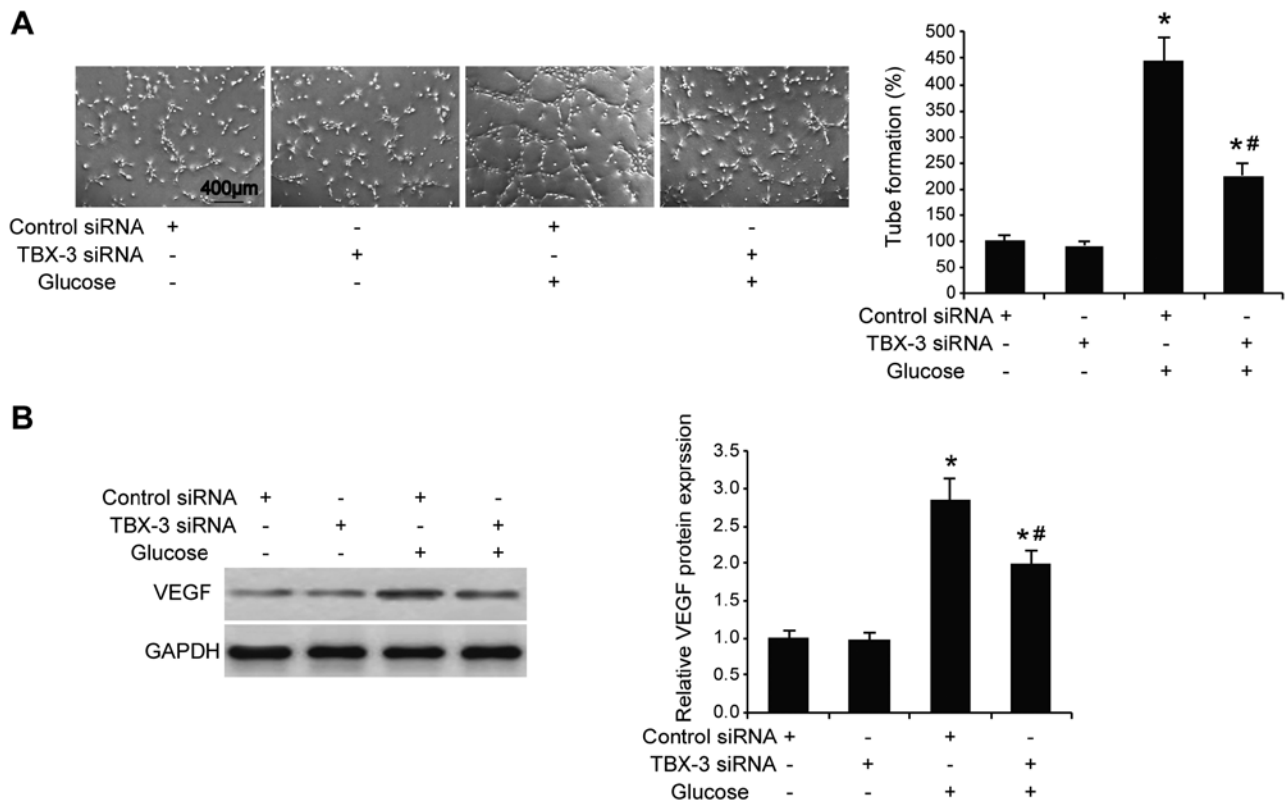 A
400μm
Control siRNA + - + -
TBX-3 siRNA - + - +
Glucose - - + +
Tube formation (%)
500
450
400
350
300
250
200
150
100
50
0
*
*#
Control siRNA + - + -
TBX-3 siRNA - + - +
Glucose - - + +
B
Control siRNA + - + -
TBX-3 siRNA - + - +
Glucose - - + +
VEGF
GAPDH
Relative VEGF protein exprssion
3.5
3.0
2.5
2.0
1.5
1.0
0.5
0.0
*
*#
Control siRNA + - + -
TBX-3 siRNA - + - +
Glucose - - + +